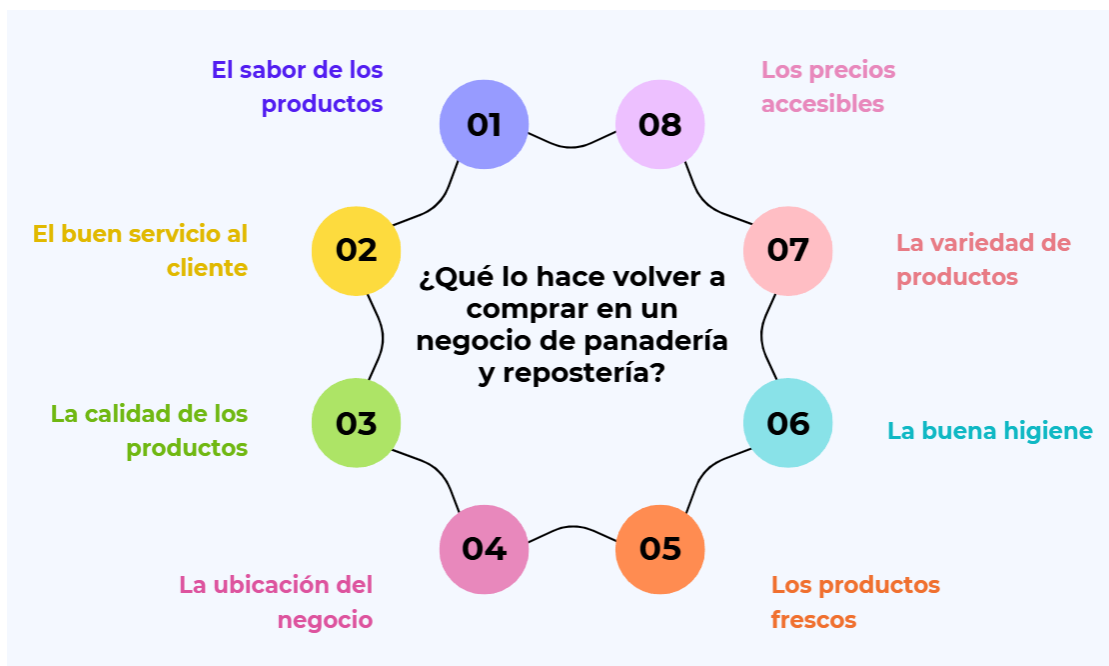 ¿Qué lo hace volver a
comprar en un
negocio de panadería
y repostería?
01
El sabor de los
productos
02
El buen servicio al
cliente
03
La calidad de los
productos
04
La ubicación del
negocio
05
Los productos
frescos
06
La buena higiene
07
La variedad de
productos
08
Los precios
accesibles